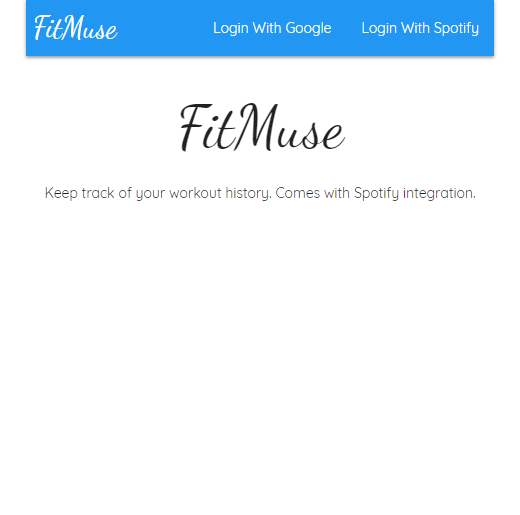 FitMuse Login With Google Login With Spotify
FitMuse
Keep track of your workout history. Comes with Spotify integration.